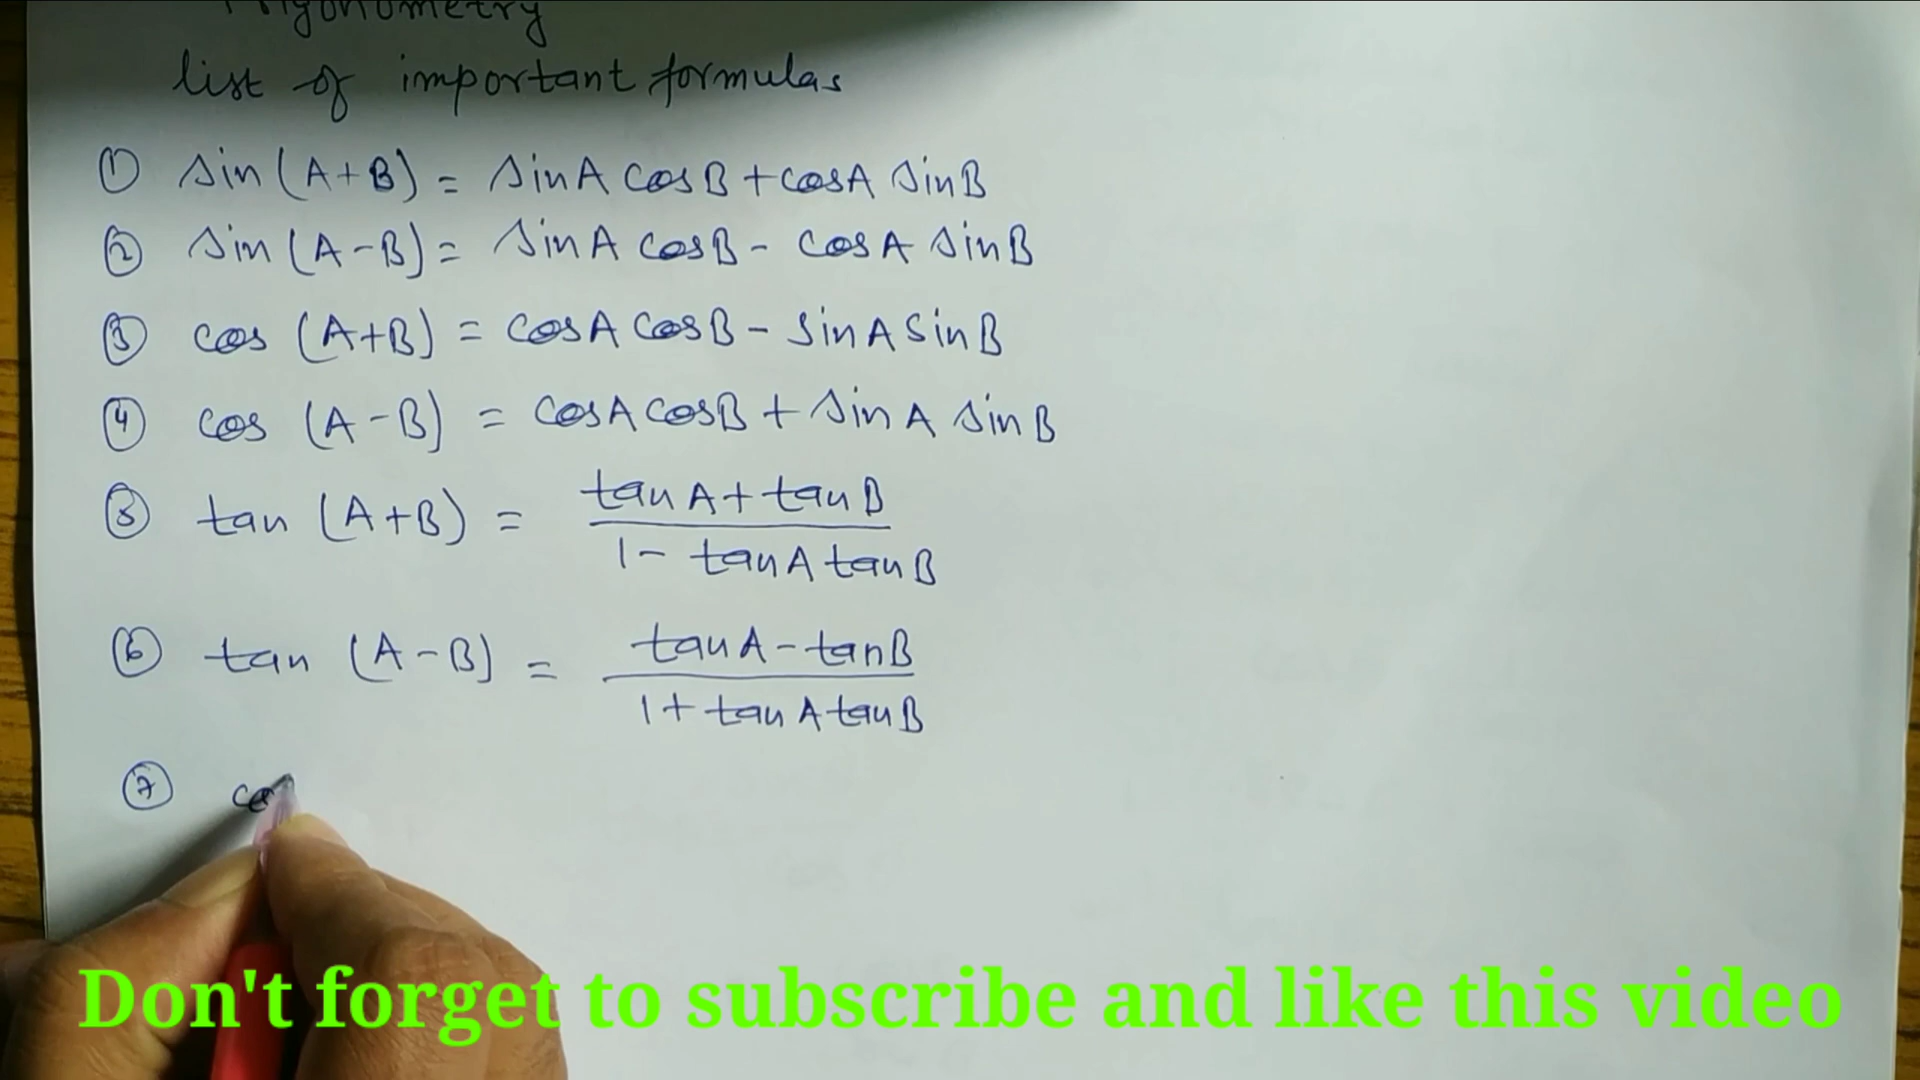 Trigonometry
list of important formulas
① sin(A+B) = sinA cosB + cosA sinB
② sin(A-B) = sinA cosB - cosA sinB
③ cos (A+B) = cosA cosB - sinA sinB
④ cos (A-B) = cosA cosB + sinA sinB
⑤ tan (A+B) = tanA + tanB / 1 - tanA tanB
⑥ tan (A-B) = tanA - tanB / 1 + tanA tanB
⑦ co
Don't forget to subscribe and like this video